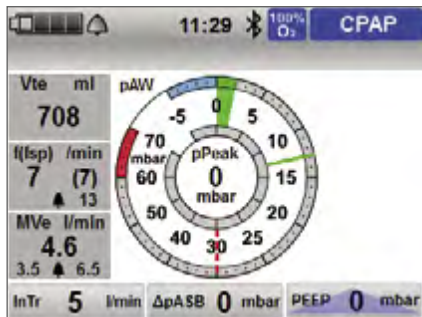 11:29 100% O₂ CPAP
Vte ml
708
f(Isp) /min
7 (7)
13
MVe l/min
4.6
3.5 6.5
pAW
-5 0 5
70 10
mbar
60 15
50 20
40 30 25
pPeak
0
mbar
InTr 5 l/min ΔpASB 0 mbar PEEP 0 mbar